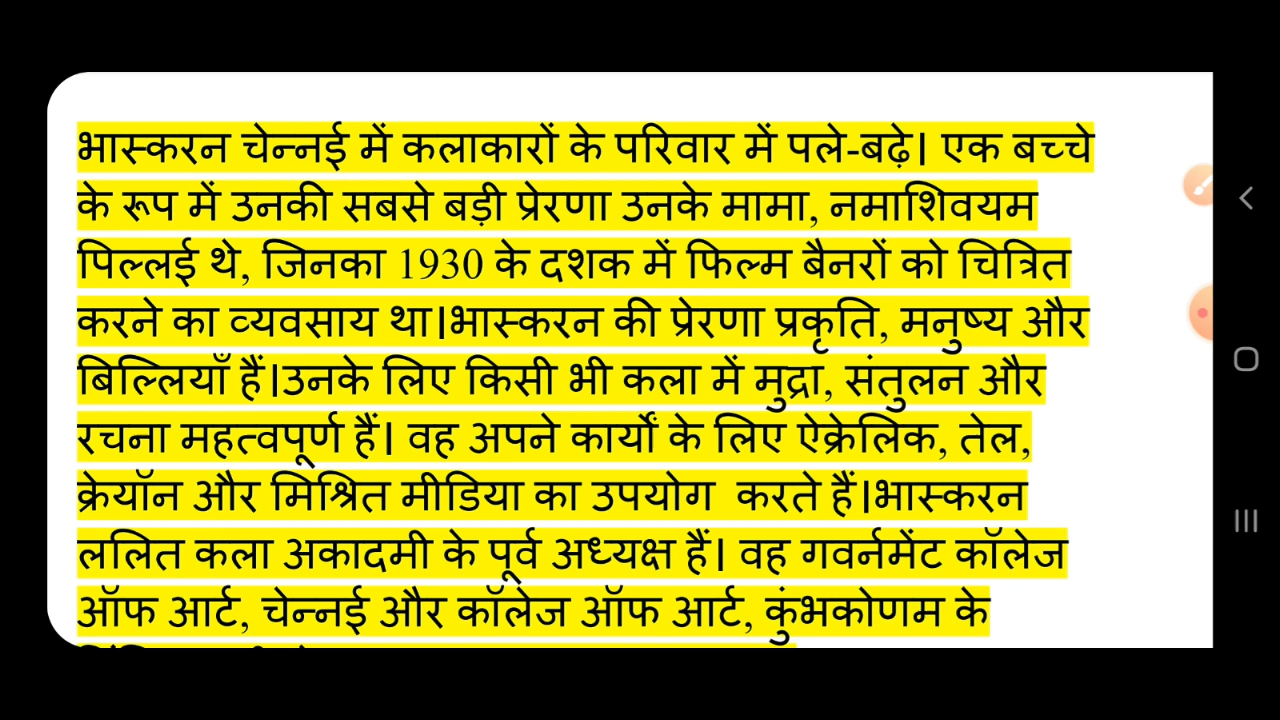 भास्करन चेन्नई में कलाकारों के परिवार में पले-बढ़े। एक बच्चे
के रूप में उनकी सबसे बड़ी प्रेरणा उनके मामा, नमाशिवयम
पिल्लई थे, जिनका 1930 के दशक में फिल्म बैनरों को चित्रित
करने का व्यवसाय था।भास्करन की प्रेरणा प्रकृति, मनुष्य और
बिल्लियाँ हैं।उनके लिए किसी भी कला में मुद्रा, संतुलन और
रचना महत्वपूर्ण हैं। वह अपने कार्यों के लिए ऐक्रेलिक, तेल,
क्रेयॉन और मिश्रित मीडिया का उपयोग  करते हैं।भास्करन
ललित कला अकादमी के पूर्व अध्यक्ष हैं। वह गवर्नमेंट कॉलेज
ऑफ आर्ट, चेन्नई और कॉलेज ऑफ आर्ट, कुंभकोणम के